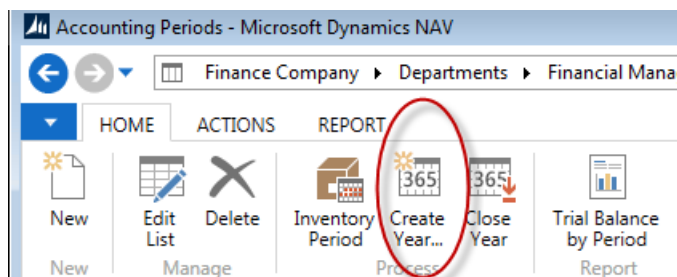 Accounting Periods - Microsoft Dynamics NAV
Finance Company Departments Financial Mana
HOME ACTIONS REPORT
365 365
New Edit List Delete Inventory Period Create Year... Close Year Trial Balance by Period
New Manage Process Report